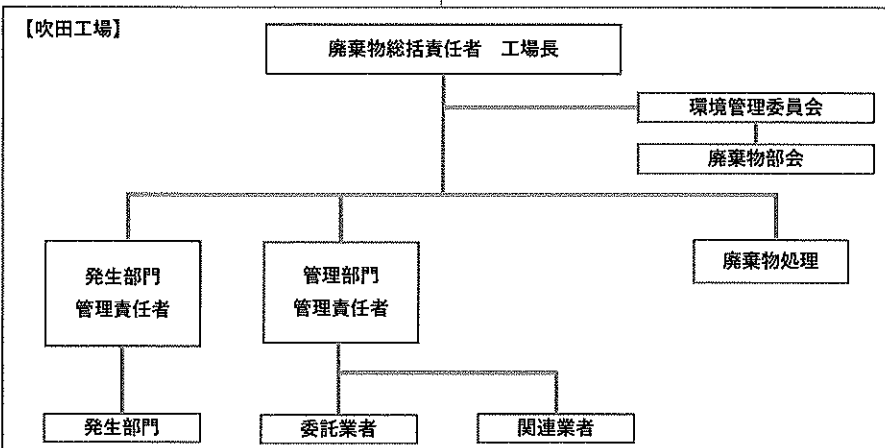 【吹田工場】
廃棄物総括責任者 工場長
環境管理委員会
廃棄物部会
発生部門
管理責任者
管理部門
管理責任者
廃棄物処理
発生部門
委託業者
関連業者